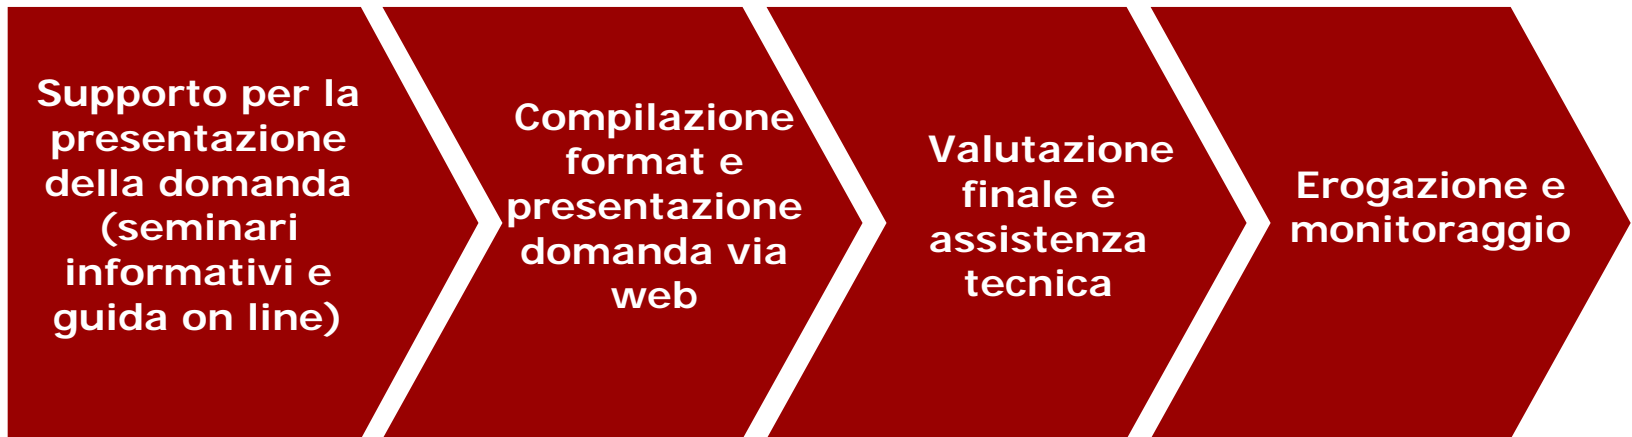 Supporto per la
presentazione
della domanda
(seminari
informativi e
guida on line)
Compilazione
format e
presentazione
domanda via
web
Valutazione
finale e
assistenza
tecnica
Erogazione e
monitoraggio